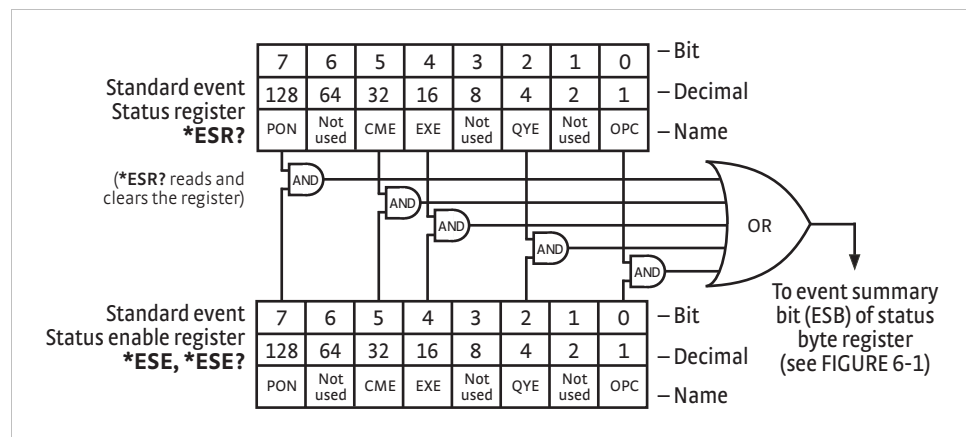 7 6 5 4 3 2 1 0 – Bit
Standard event
Status register
*ESR?
128 64 32 16 8 4 2 1 – Decimal
PON Not used CME EXE Not used QYE Not used OPC – Name
(*ESR? reads and
clears the register)
AND
AND
AND
AND
AND
OR
To event summary
bit (ESB) of status
byte register
(see FIGURE 6-1)
Standard event
Status enable register
*ESE, *ESE?
7 6 5 4 3 2 1 0 – Bit
128 64 32 16 8 4 2 1 – Decimal
PON Not used CME EXE Not used QYE Not used OPC – Name